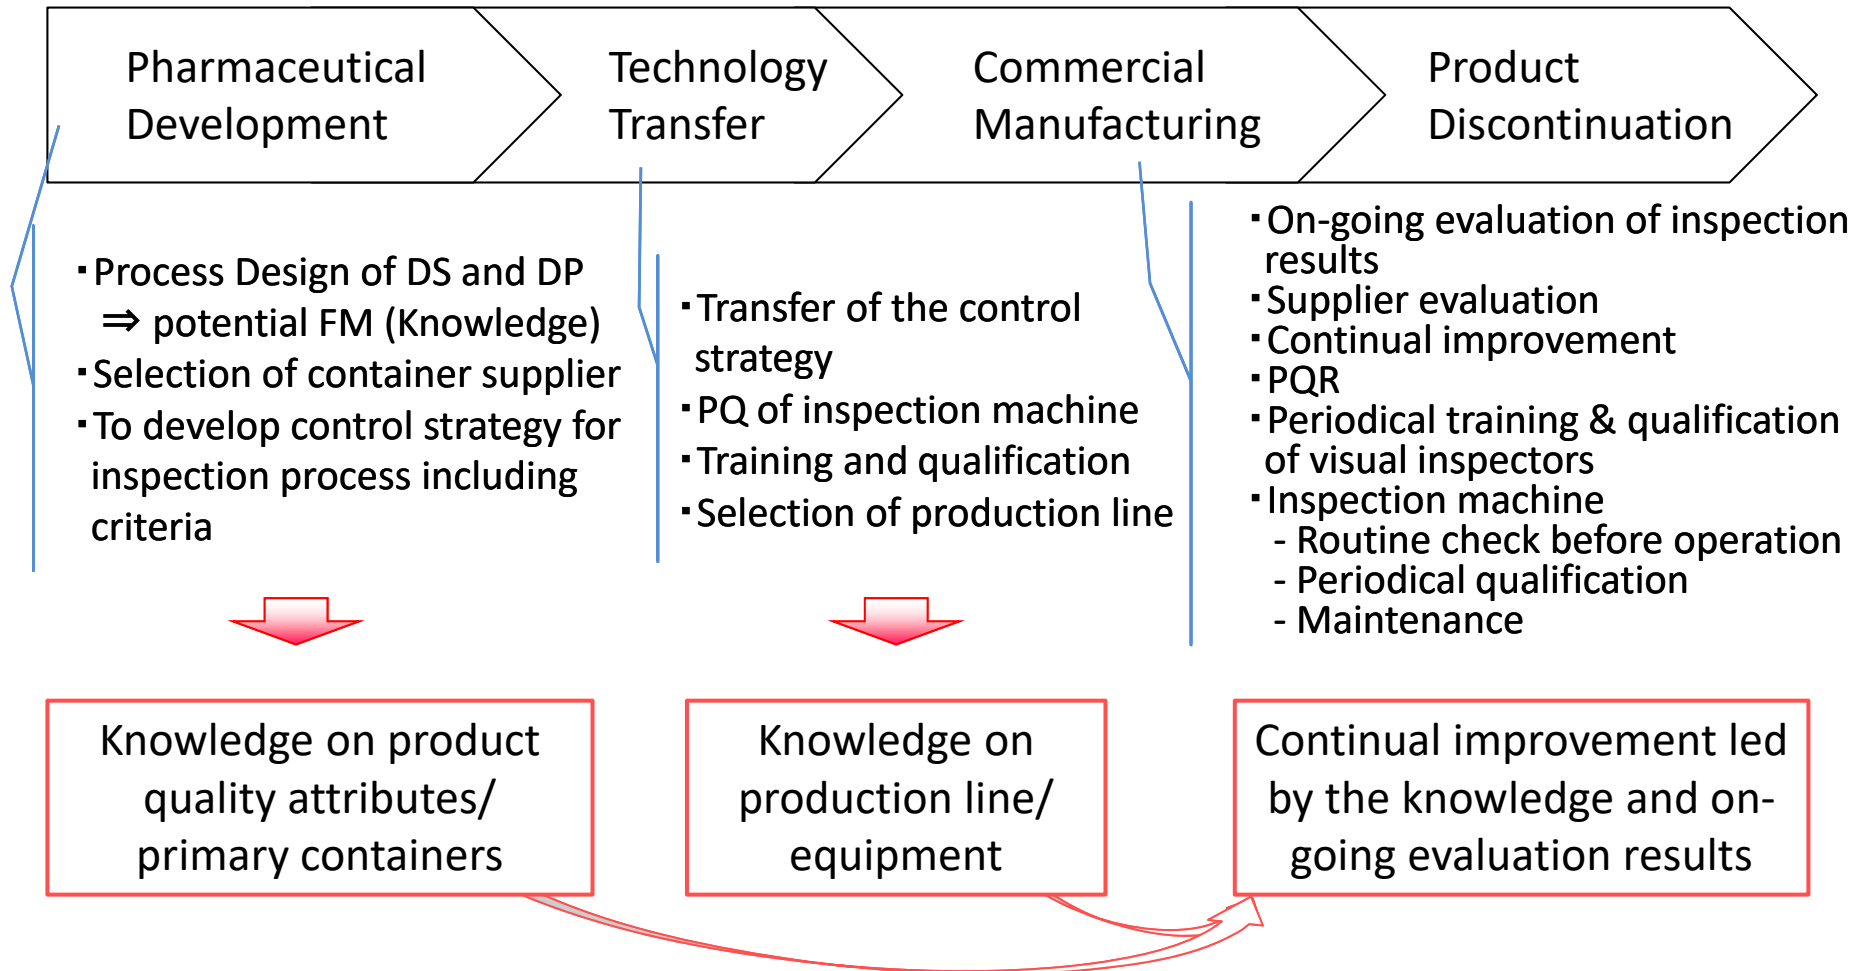 Pharmaceutical
Development
Technology
Transfer
Commercial
Manufacturing
Product
Discontinuation
・Process Design of DS and DP
⇒ potential FM (Knowledge)
・Selection of container supplier
・To develop control strategy for
inspection process including
criteria
・Transfer of the control
strategy
・PQ of inspection machine
・Training and qualification
・Selection of production line
・On-going evaluation of inspection
results
・Supplier evaluation
・Continual improvement
・PQR
・Periodical training & qualification
of visual inspectors
・Inspection machine
- Routine check before operation
- Periodical qualification
- Maintenance
Knowledge on product
quality attributes/
primary containers
Knowledge on
production line/
equipment
Continual improvement led
by the knowledge and on-
going evaluation results